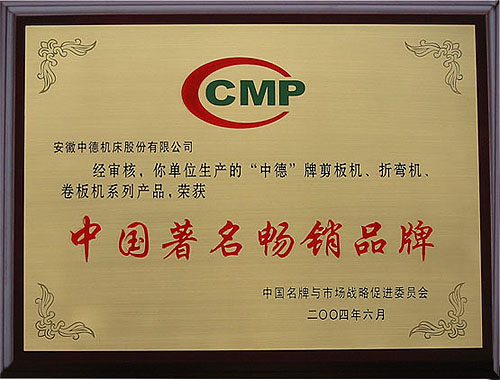 CMP
安徽中德机床股份有限公司
经审核，你单位生产的“中德”牌剪板机、折弯机、
卷板机系列产品，荣获
中国著名畅销品牌
中国名牌与市场战略促进委员会
二〇〇四年六月